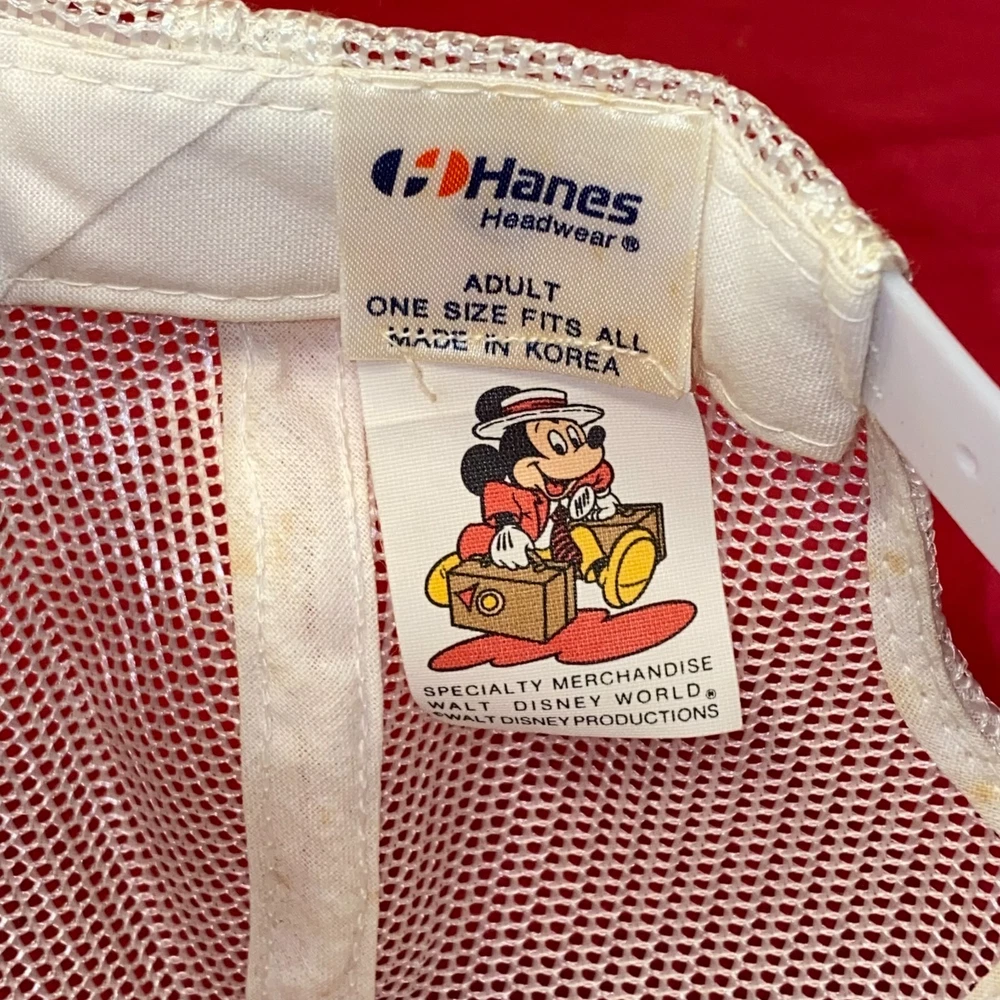 Hanes
Headwear®
ADULT
ONE SIZE FITS ALL
MADE IN KOREA
SPECIALTY MERCHANDISE
WALT DISNEY WORLD®
©WALT DISNEY PRODUCTIONS